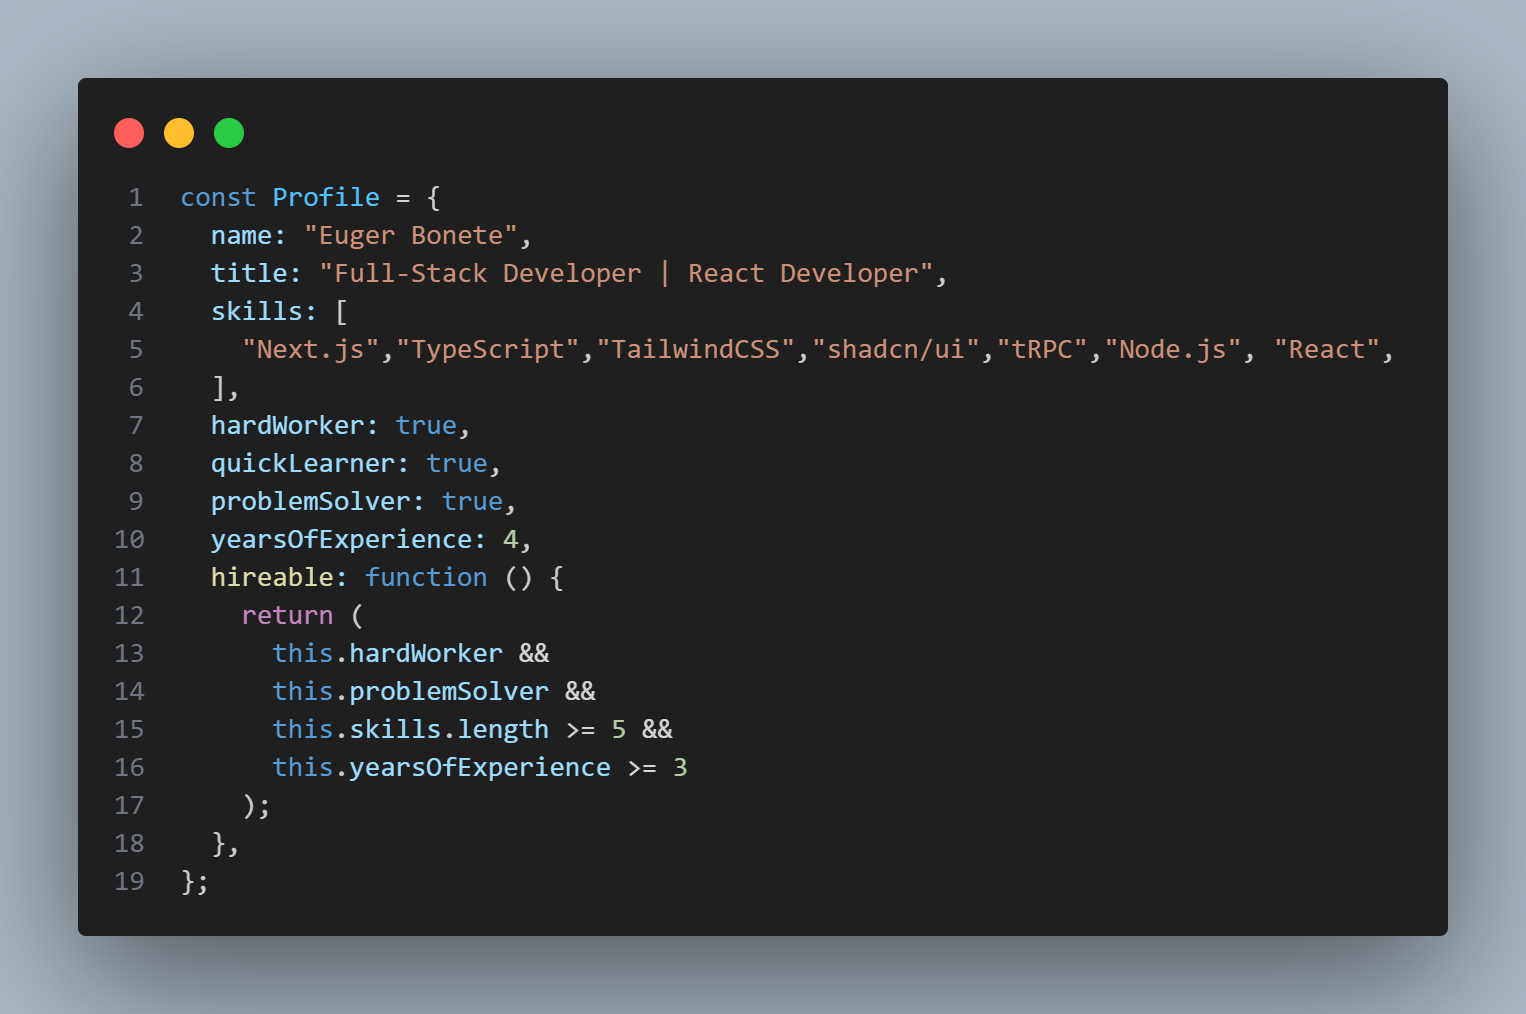 1 const Profile = {
2   name: "Euger Bonete",
3   title: "Full-Stack Developer | React Developer",
4   skills: [
5     "Next.js","TypeScript","TailwindCSS","shadcn/ui","tRPC","Node.js", "React",
6   ],
7   hardWorker: true,
8   quickLearner: true,
9   problemSolver: true,
10   yearsOfExperience: 4,
11   hireable: function () {
12     return (
13       this.hardWorker &&
14       this.problemSolver &&
15       this.skills.length >= 5 &&
16       this.yearsOfExperience >= 3
17     );
18   },
19 };